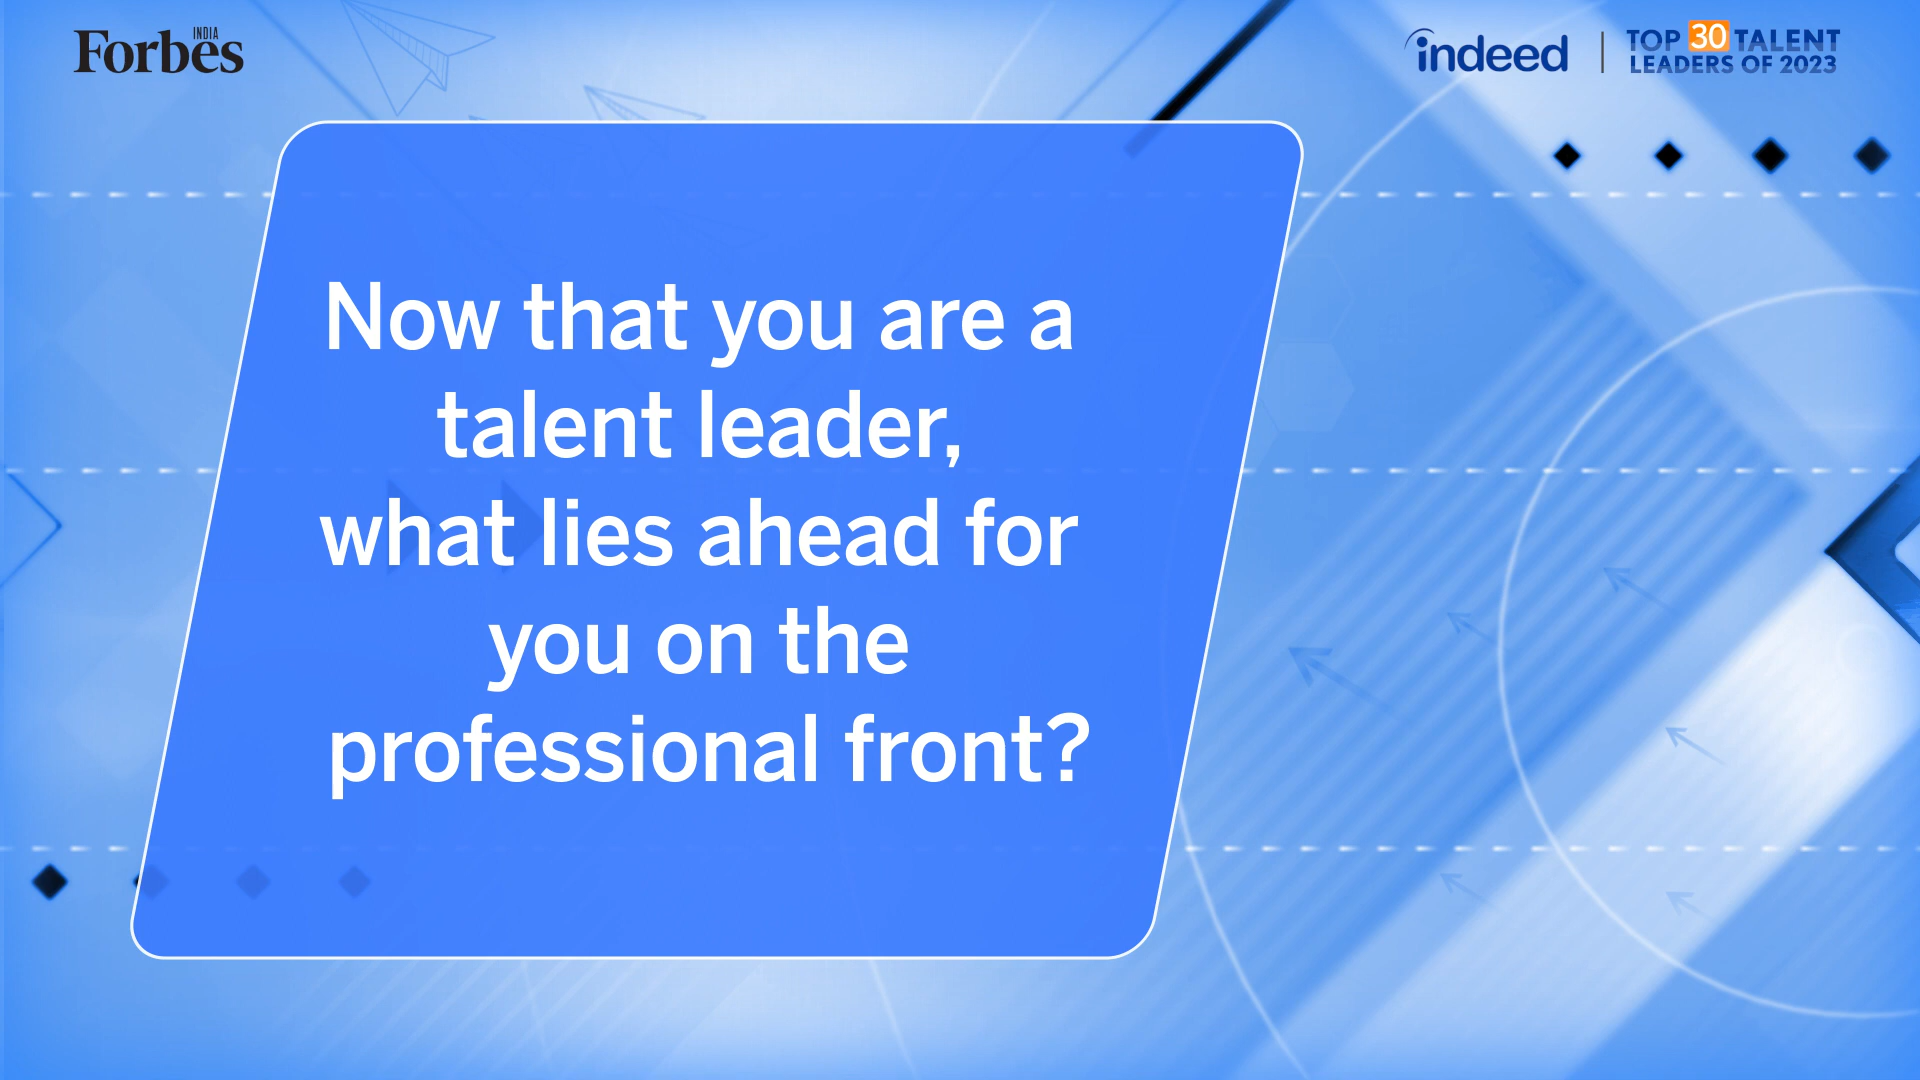 Forbes
INDIA
indeed
TOP 30 TALENT
LEADERS OF 2023
Now that you are a
talent leader,
what lies ahead for
you on the
professional front?